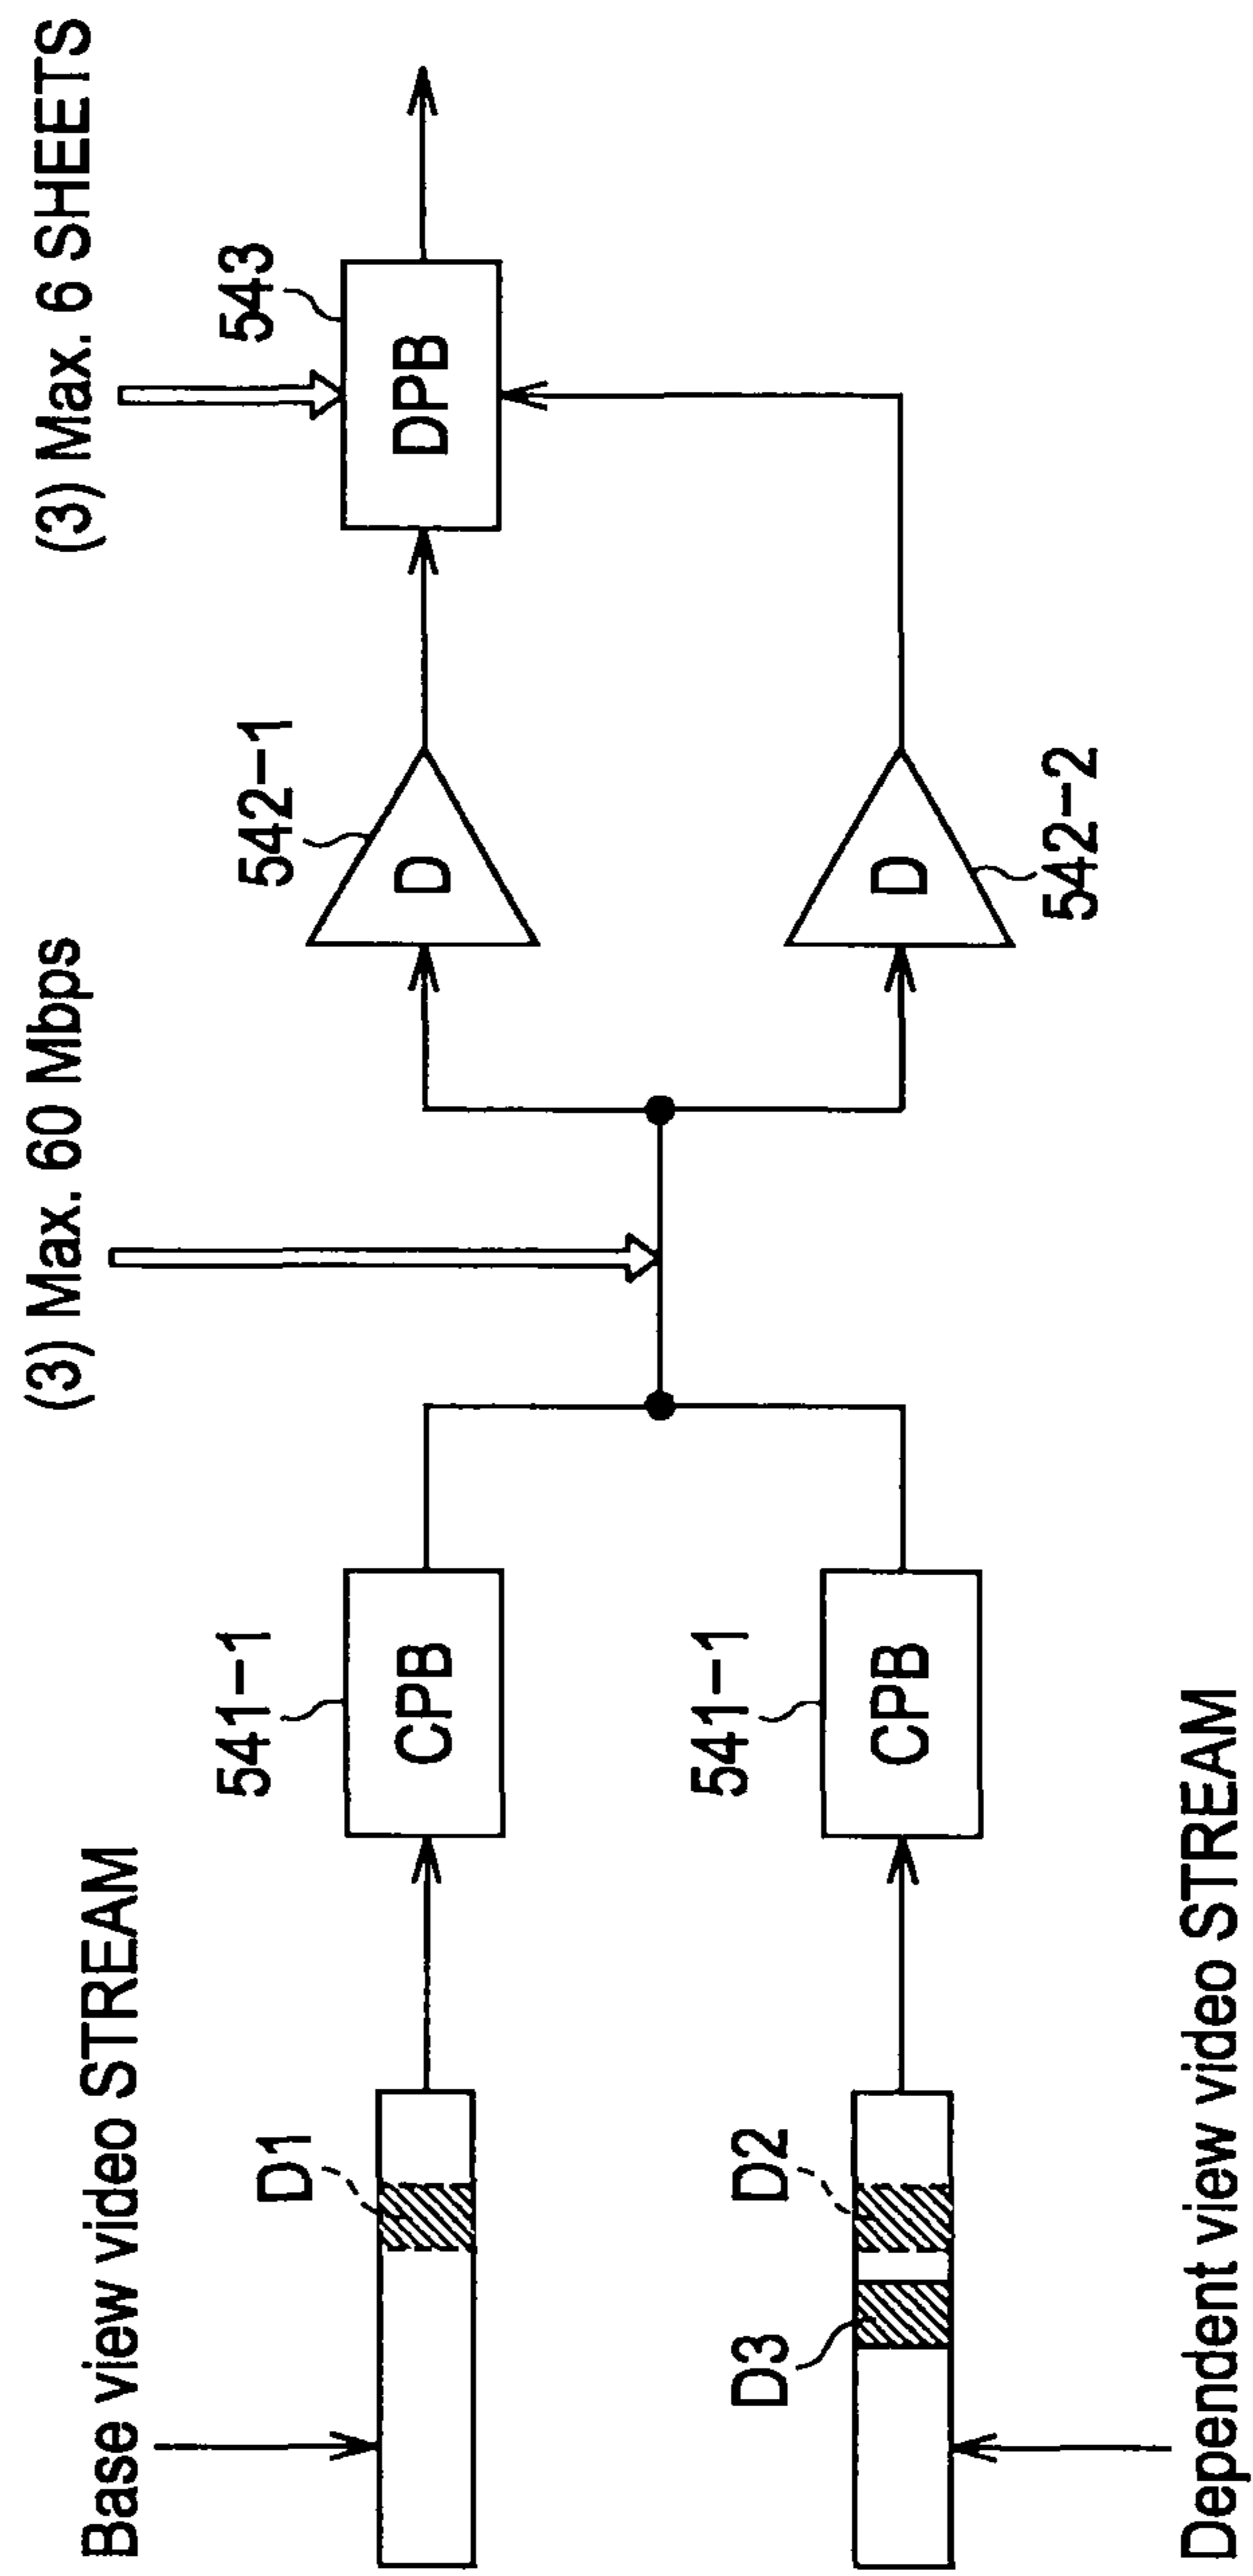 (3) Max. 60 Mbps
(3) Max. 6 SHEETS
Base view video STREAM
D1
541-1
CPB
542-1
D
543
DPB
D3
D2
541-1
CPB
D
542-2
Dependent view video STREAM